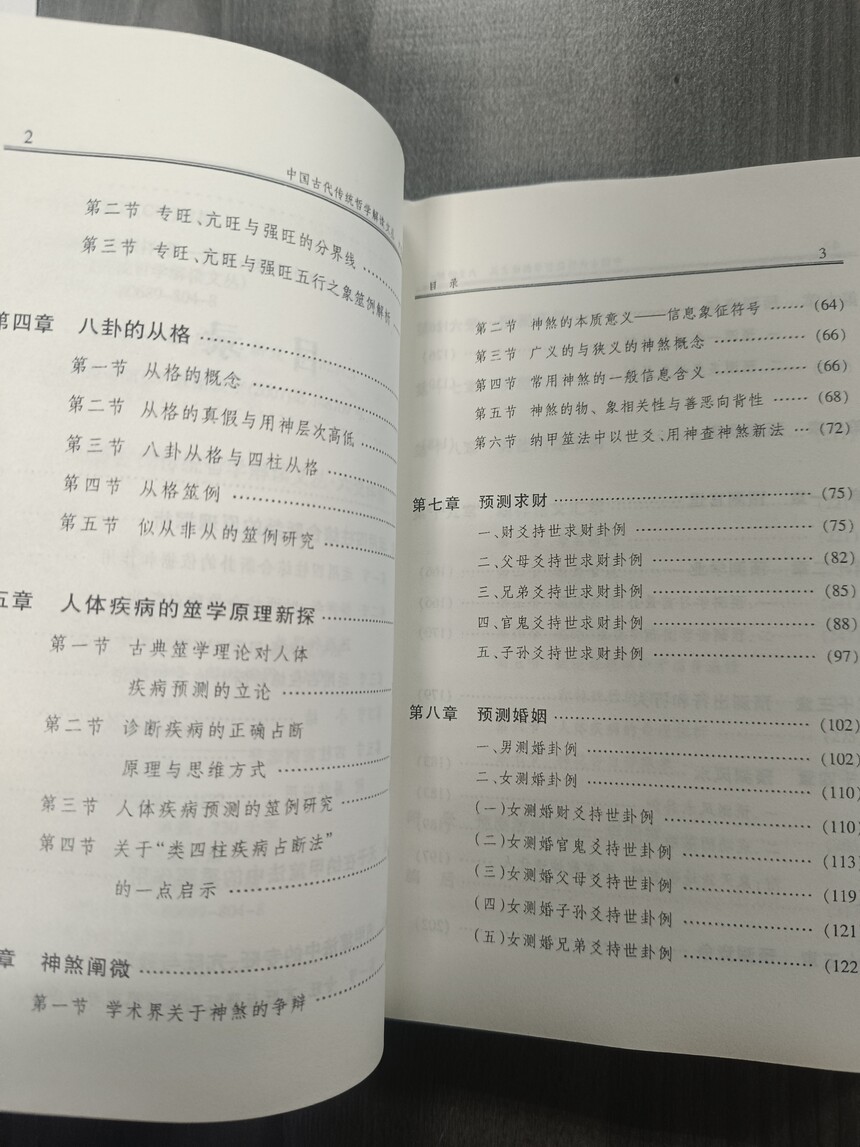 2
中国古代传统哲学解读文
第二节 专旺、亢旺与强旺的分界线 ……
第三节 专旺、亢旺与强旺五行之象筮例解析
第四章 八卦的从格 ……
第一节 从格的概念 ……
第二节 从格的真假与用神层次高低 ……
第三节 八卦从格与四柱从格 ……
第四节 从格筮例 ……
第五节 似从非从的筮例研究 ……
五章 人体疾病的筮学原理新探 ……
第一节 古典筮学理论对人体
疾病预测的立论 ……
第二节 诊断疾病的正确占断
原理与思维方式 ……
第三节 人体疾病预测的筮例研究 ……
第四节 关于“类四柱疾病占断法”
的一点启示 ……
章 神煞阐微 ……
第一节 学术界关于神煞的争辩
目 录
3
第二节 神煞的本质意义——信息象征符号 …… (64)
第三节 广义的与狭义的神煞概念 …… (66)
第四节 常用神煞的一般信息含义 …… (66)
第五节 神煞的物、象相关性与善恶向背性 …… (68)
第六节 纳甲筮法中以世爻、用神查神煞新法 … (72)
第七章 预测求财 …… (75)
一、财爻持世求财卦例 …… (75)
二、父母爻持世求财卦例 …… (82)
三、兄弟爻持世求财卦例 …… (85)
四、官鬼爻持世求财卦例 …… (88)
五、子孙爻持世求财卦例 …… (97)
第八章 预测婚姻 …… (102)
一、男测婚卦例 …… (102)
二、女测婚卦例 …… (110)
(一)女测婚财爻持世卦例 …… (110)
(二)女测婚官鬼爻持世卦例 …… (113)
(三)女测婚父母爻持世卦例 …… (119
(四)女测婚子孙爻持世卦例 …… (121
(五)女测婚兄弟爻持世卦例 …… (122